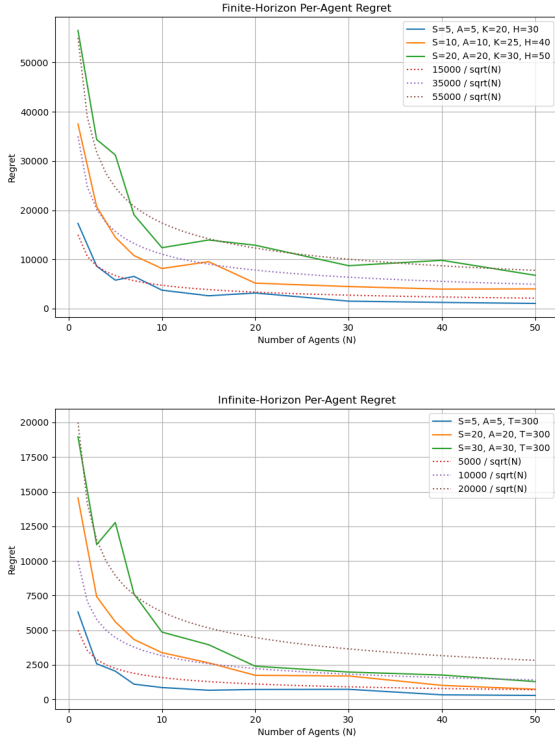 Finite-Horizon Per-Agent Regret
S=5, A=5, K=20, H=30
S=10, A=10, K=25, H=40
S=20, A=20, K=30, H=50
15000 / sqrt(N)
35000 / sqrt(N)
55000 / sqrt(N)
Regret
50000
40000
30000
20000
10000
0
0 10 20 30 40 50
Number of Agents (N)
Infinite-Horizon Per-Agent Regret
S=5, A=5, T=300
S=20, A=20, T=300
S=30, A=30, T=300
5000 / sqrt(N)
10000 / sqrt(N)
20000 / sqrt(N)
Regret
20000
17500
15000
12500
10000
7500
5000
2500
0
0 10 20 30 40 50
Number of Agents (N)